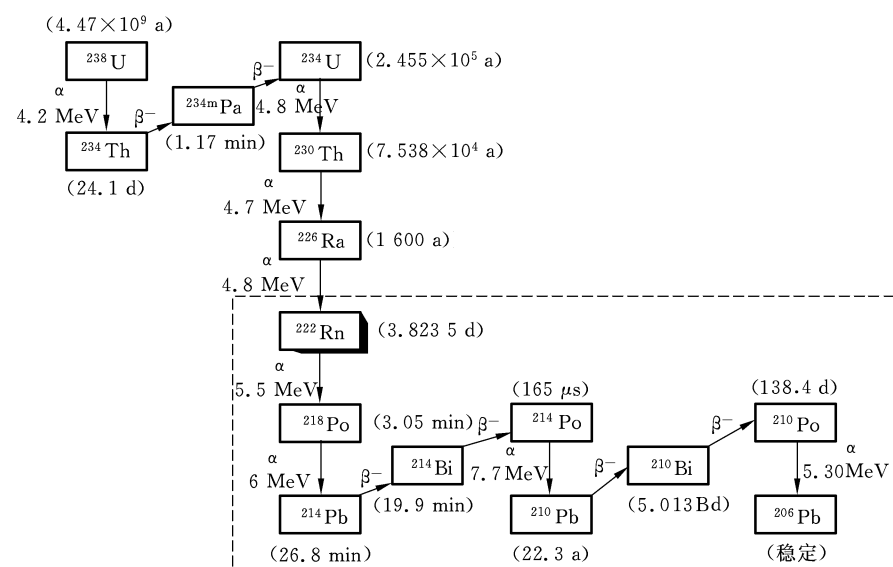 (4.47×10⁹ a)
²³⁸U
β⁻
²³⁴U
(2.455×10⁵ a)
α
4.2 MeV
β⁻
²³⁴ᵐPa
α
4.8 MeV
²³⁴Th
(1.17 min)
²³⁰Th
(7.538×10⁴ a)
(24.1 d)
α
4.7 MeV
²²⁶Ra
(1 600 a)
α
4.8 MeV
²²²Rn
(3.823 5 d)
α
5.5 MeV
(165 μs)
(138.4 d)
²¹⁸Po
(3.05 min)
β⁻
²¹⁴Po
β⁻
²¹⁰Po
α
6 MeV
β⁻
²¹⁴Bi
α
7.7MeV
β⁻
²¹⁰Bi
α
5.30MeV
²¹⁴Pb
(19.9 min)
²¹⁰Pb
(5.013Bd)
²⁰⁶Pb
(26.8 min)
(22.3 a)
(稳定)